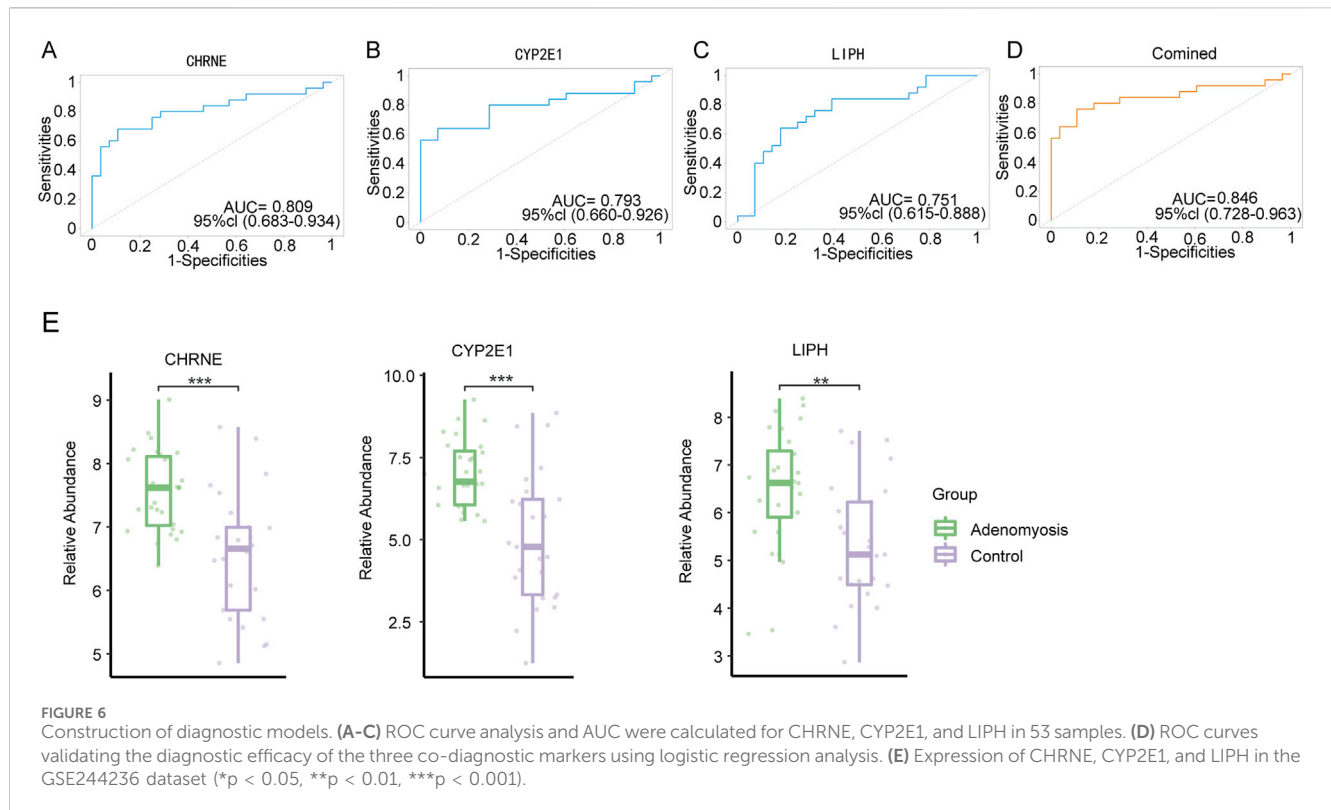 A
CHRNE
Sensitivities
1
0.8
0.6
0.4
0.2
0
AUC= 0.809
95%cl (0.683-0.934)
0 0.2 0.4 0.6 0.8 1
1-Specificities
B
CYP2E1
Sensitivities
1
0.8
0.6
0.4
0.2
0
AUC= 0.793
95%cl (0.660-0.926)
0 0.2 0.4 0.6 0.8 1
1-Specificities
C
LIPH
Sensitivities
1
0.8
0.6
0.4
0.2
0
AUC= 0.751
95%cl (0.615-0.888)
0 0.2 0.4 0.6 0.8 1
1-Specificities
D
Comined
Sensitivities
1
0.8
0.6
0.4
0.2
0
AUC= 0.846
95%cl (0.728-0.963)
0 0.2 0.4 0.6 0.8 1
1-Specificities
E
CHRNE
***
Relative Abundance
9
8
7
6
5
CYP2E1
***
Relative Abundance
10.0
7.5
5.0
2.5
LIPH
**
Relative Abundance
8
7
6
5
4
3
Group
Adenomyosis
Control
FIGURE 6
Construction of diagnostic models. (A-C) ROC curve analysis and AUC were calculated for CHRNE, CYP2E1, and LIPH in 53 samples. (D) ROC curves
validating the diagnostic efficacy of the three co-diagnostic markers using logistic regression analysis. (E) Expression of CHRNE, CYP2E1, and LIPH in the
GSE244236 dataset (*p < 0.05, **p < 0.01, ***p < 0.001).